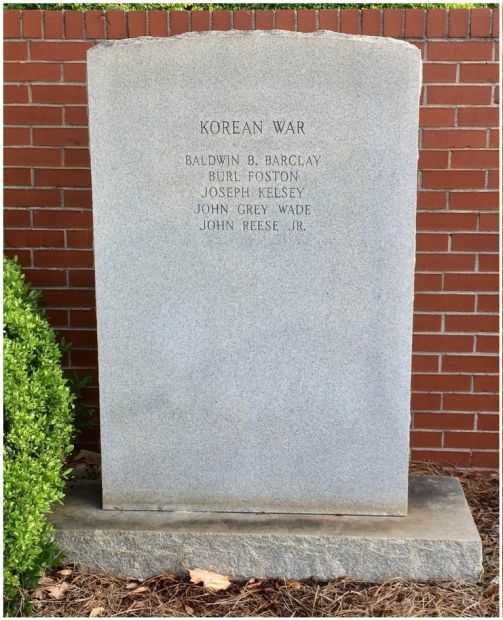 KOREAN WAR
BALDWIN B. BARCLAY
BURL FOSTON
JOSEPH KELSEY
JOHN GREY WADE
JOHN REESE JR.